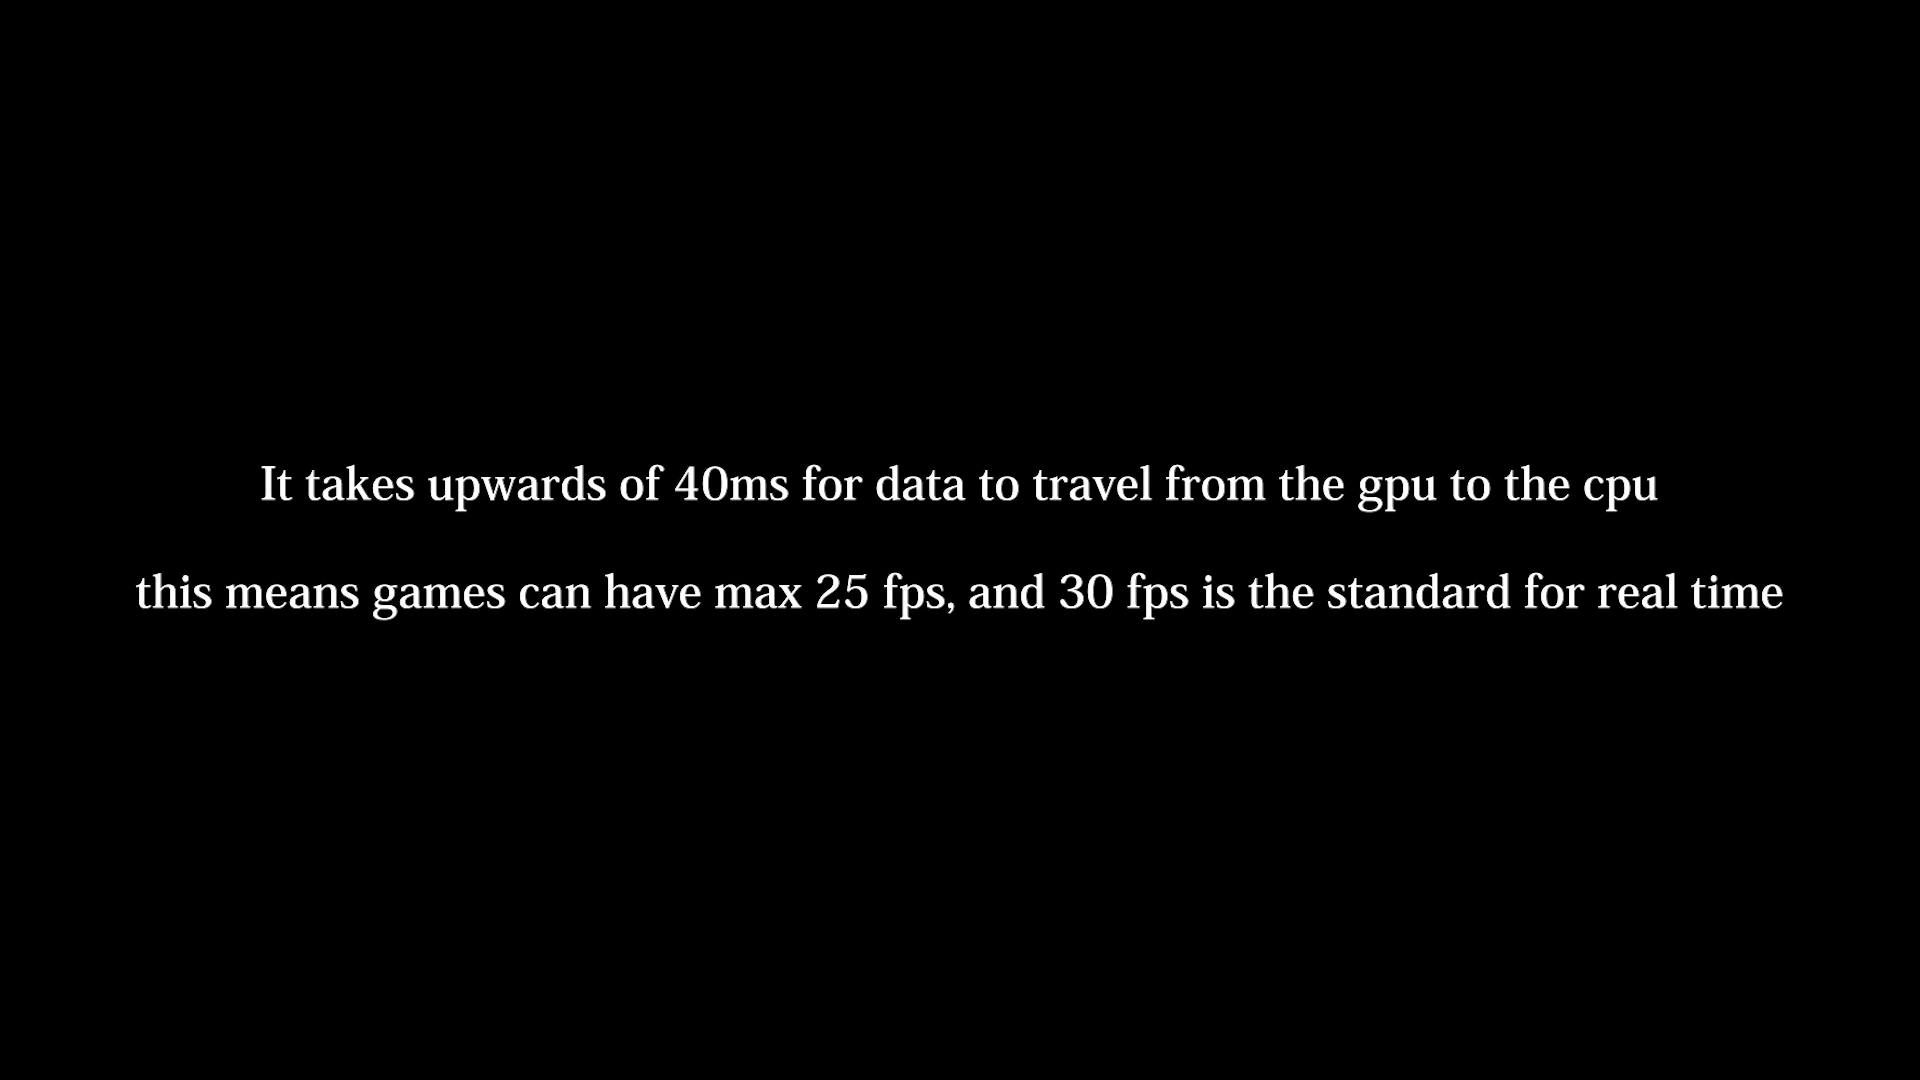 It takes upwards of 40ms for data to travel from the gpu to the cpu
this means games can have max 25 fps, and 30 fps is the standard for real time